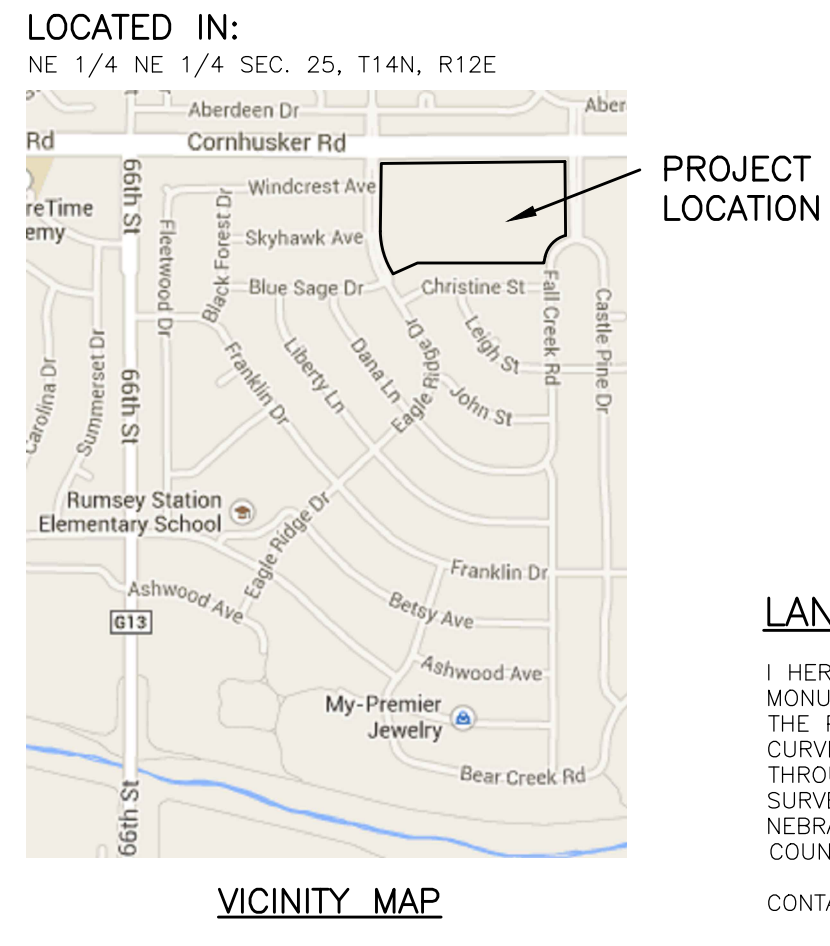 LOCATED IN:
NE 1/4 NE 1/4 SEC. 25, T14N, R12E
Aberdeen Dr
Aber
Rd
Cornhusker Rd
PROJECT
LOCATION
66th St
Windcrest Ave
reTime
emy
Fleetwood Dr
Black Forest Dr
Skyhawk Ave
Blue Sage Dr
Christine St
Fall Creek Rd
Castle Pine Dr
Eagle Ridge Dr
Leigh St
Carolina Dr
Summerset Dr
66th St
Franklin Dr
Liberty Ln
Dana Ln
John St
Rumsey Station
Elementary School
Eagle Ridge Dr
Franklin Dr
Ashwood Ave
G13
Betsy Ave
Ashwood Ave
My-Premier
Jewelry
Bear Creek Rd
66th St
VICINITY MAP
LAN
I HER
MONU
THE
CURV
THROU
SURVE
NEBRA
COUN
CONTA